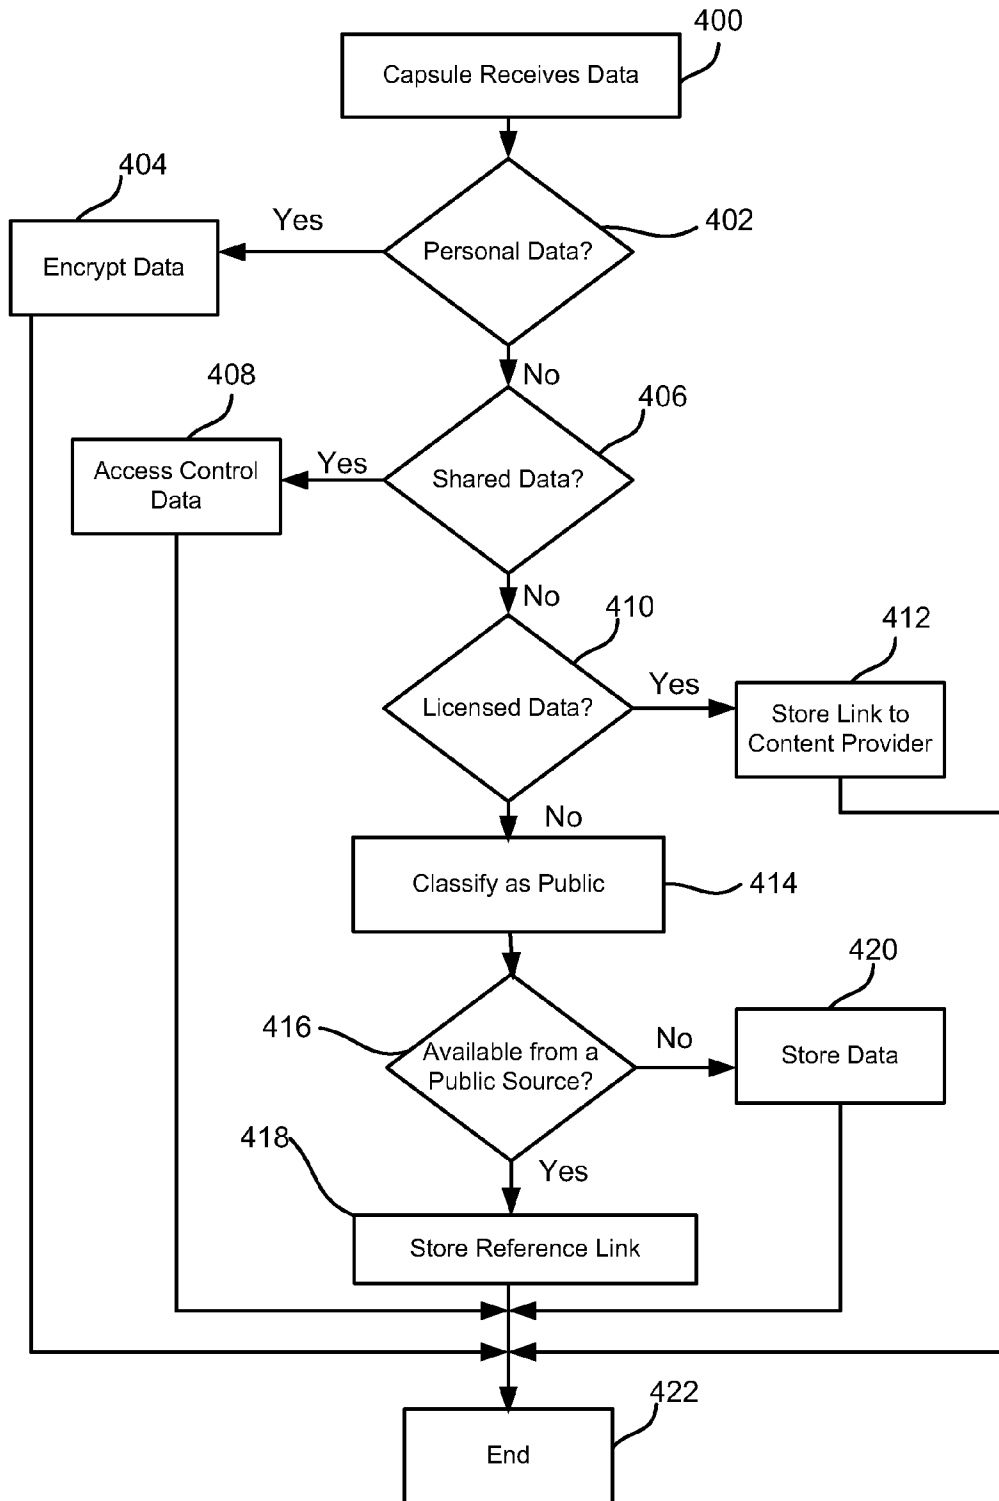 400
Capsule Receives Data
404
Yes
402
Personal Data?
Encrypt Data
No
408
406
Access Control
Data
Yes
Shared Data?
No
410
412
Licensed Data?
Yes
Store Link to
Content Provider
No
Classify as Public
414
420
416
Available from a
Public Source?
No
Store Data
418
Yes
Store Reference Link
422
End